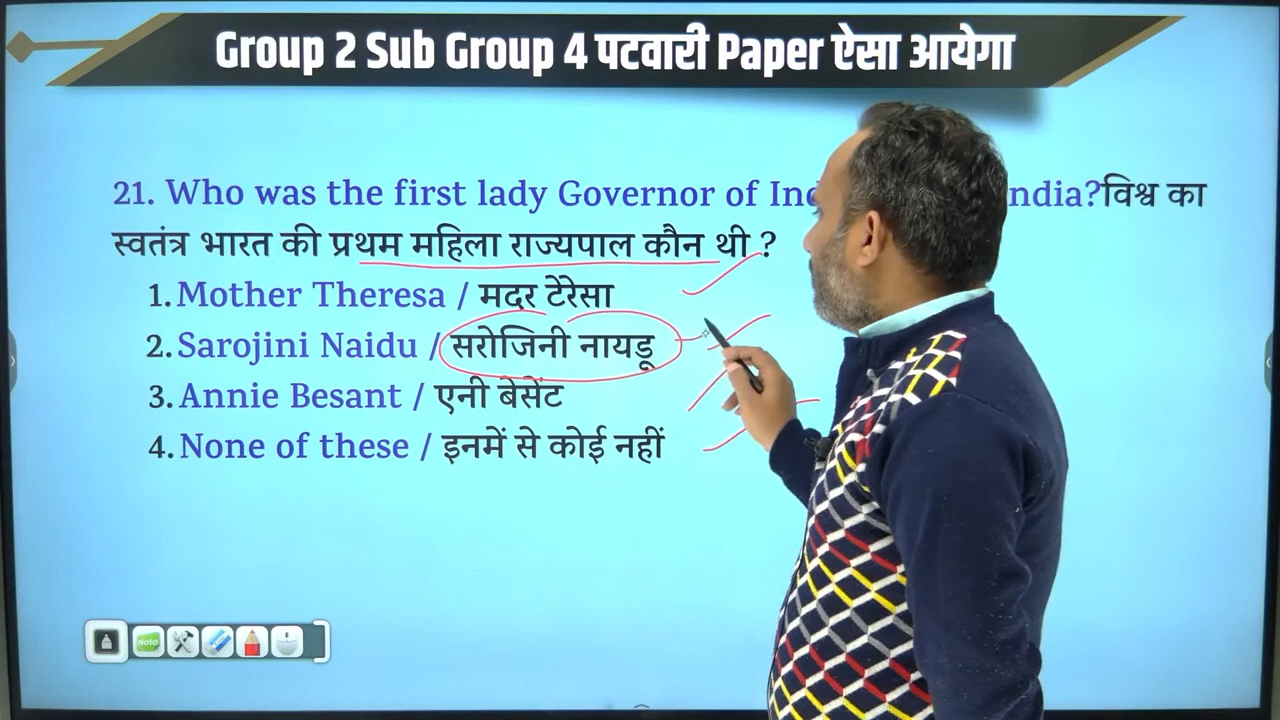 Group 2 Sub Group 4 पटवारी Paper ऐसा आयेगा
21. Who was the first lady Governor of India?विश्व का
स्वतंत्र भारत की प्रथम महिला राज्यपाल कौन थी ?
1. Mother Theresa / मदर टेंरेसा
2. Sarojini Naidu / सरोजिनी नायडू
3. Annie Besant / एनी बेसेंट
4. None of these / इनमें से कोई नहीं
Note